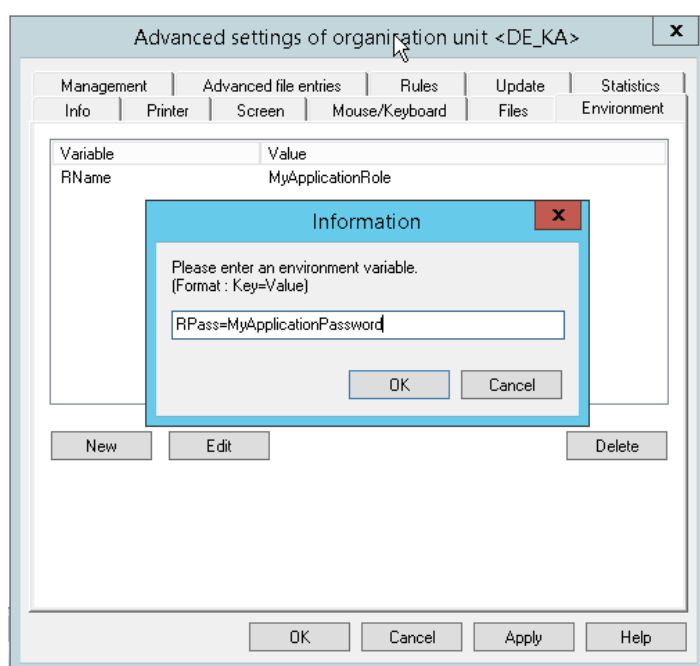 Advanced settings of organisation unit <DE_KA>
x
Management Advanced file entries Rules Update Statistics
Info Printer Screen Mouse/Keyboard Files Environment
Variable Value
RName MyApplicationRole
Information
x
Please enter an environment variable.
(Format : Key=Value)
RPass=MyApplicationPassword
OK Cancel
New Edit Delete
OK Cancel Apply Help